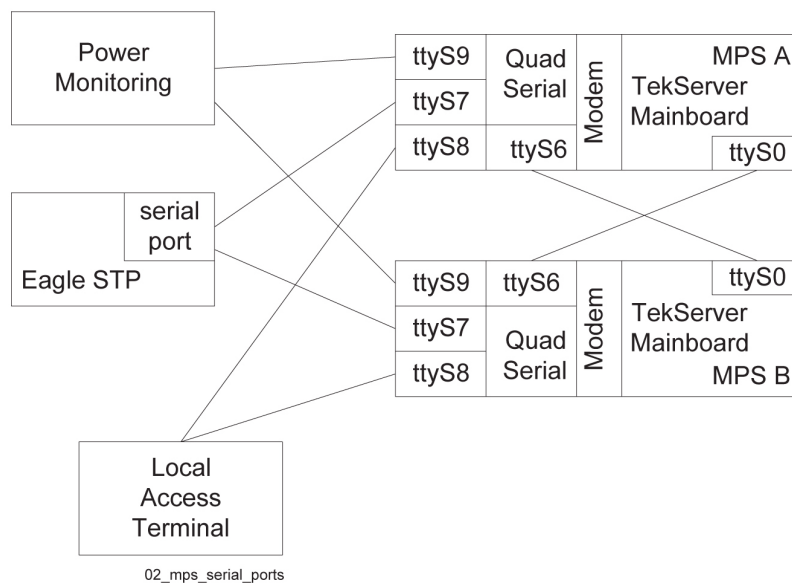 Power
Monitoring
ttyS9
Quad
Serial
Modem
MPS A
TekServer
Mainboard
ttyS7
ttyS8
ttyS6
ttyS0
serial
port
Eagle STP
ttyS9
ttyS6
Modem
ttyS0
TekServer
Mainboard
ttyS7
Quad
Serial
ttyS8
MPS B
Local
Access
Terminal
02_mps_serial_ports